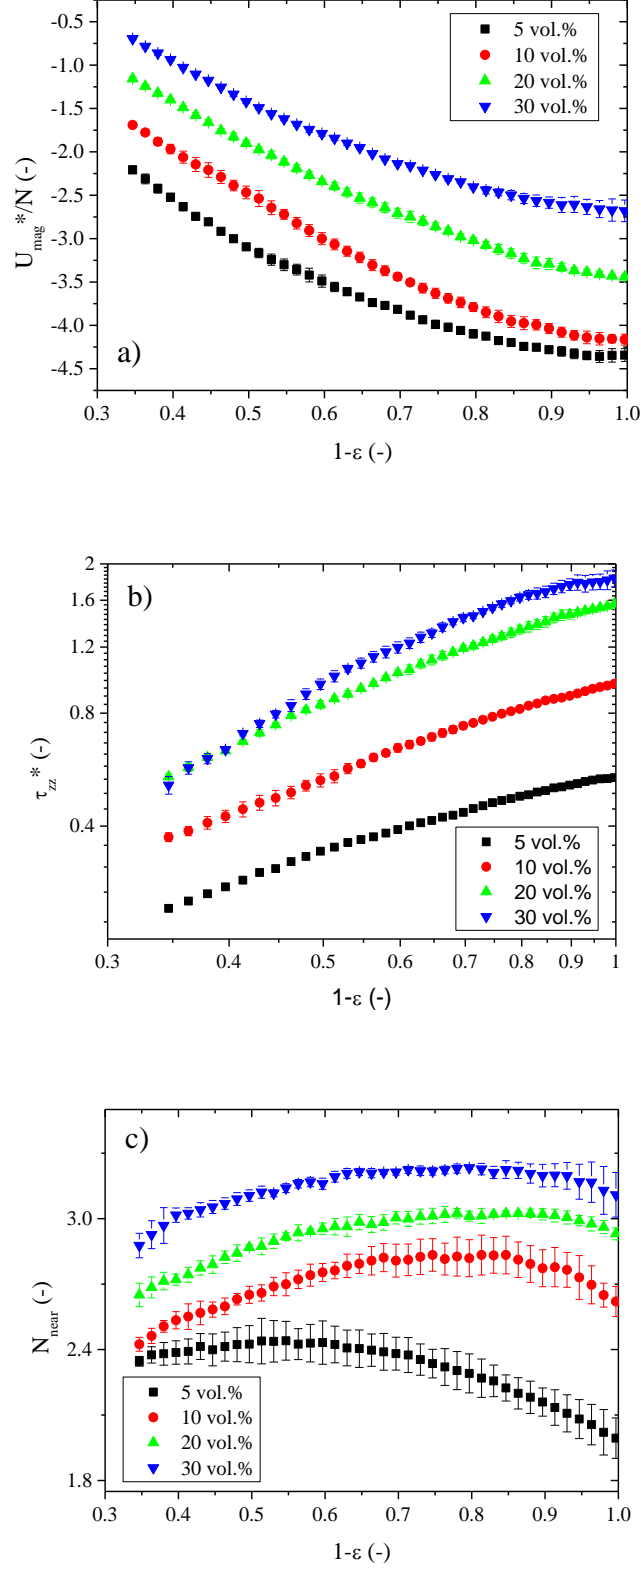 -0.5
-1.0
-1.5
-2.0
-2.5
-3.0
-3.5
-4.0
-4.5
U_mag*/N (-)
5 vol.%
10 vol.%
20 vol.%
30 vol.%
a)
0.3 0.4 0.5 0.6 0.7 0.8 0.9 1.0
1-ε (-)
2
1.6
1.2
0.8
0.4
τ_zz* (-)
b)
5 vol.%
10 vol.%
20 vol.%
30 vol.%
0.3 0.4 0.5 0.6 0.7 0.8 0.9 1
1-ε (-)
c)
3.0
2.4
1.8
N_near (-)
5 vol.%
10 vol.%
20 vol.%
30 vol.%
0.3 0.4 0.5 0.6 0.7 0.8 0.9 1.0
1-ε (-)